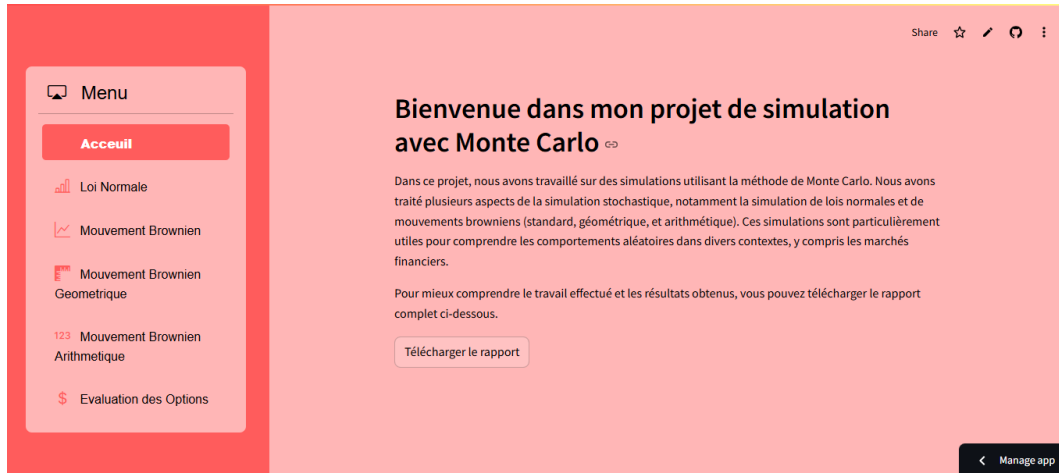 Share
Menu
Acceuil
Loi Normale
Mouvement Brownien
Mouvement Brownien
Geometrique
123 Mouvement Brownien
Arithmetique
$ Evaluation des Options
Bienvenue dans mon projet de simulation
avec Monte Carlo
Dans ce projet, nous avons travaillé sur des simulations utilisant la méthode de Monte Carlo. Nous avons
traité plusieurs aspects de la simulation stochastique, notamment la simulation de lois normales et de
mouvements browniens (standard, géométrique, et arithmétique). Ces simulations sont particulièrement
utiles pour comprendre les comportements aléatoires dans divers contextes, y compris les marchés
financiers.
Pour mieux comprendre le travail effectué et les résultats obtenus, vous pouvez télécharger le rapport
complet ci-dessous.
Télécharger le rapport
Manage app